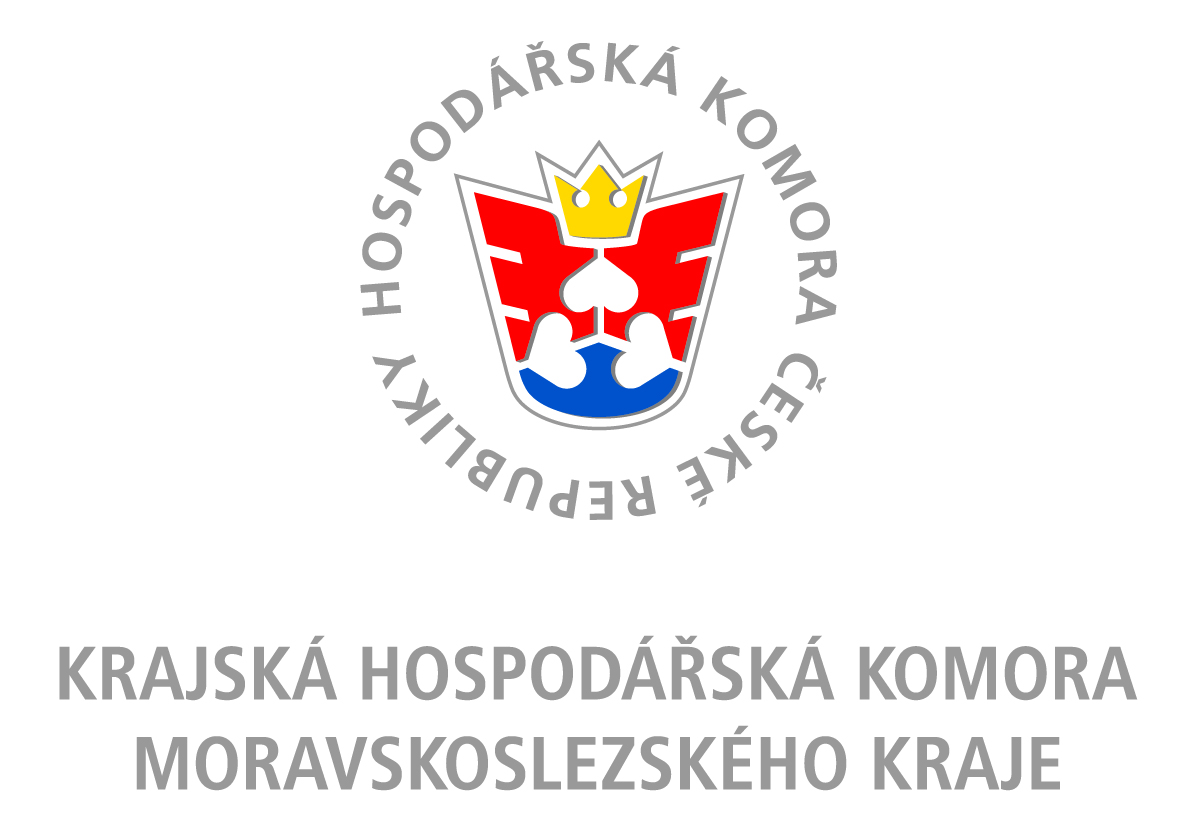 HOSPODÁŘSKÁ KOMORA ČESKÉ REPUBLIKY
KRAJSKÁ HOSPODÁŘSKÁ KOMORA
MORAVSKOSLEZSKÉHO KRAJE